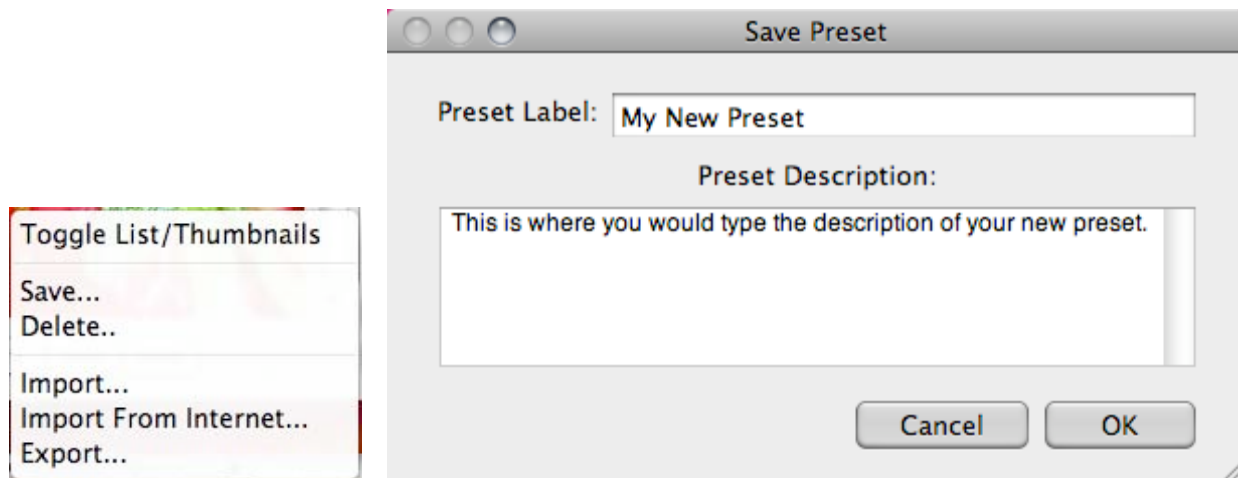 Toggle List/Thumbnails
Save...
Delete..
Import...
Import From Internet...
Export...
Save Preset
Preset Label: My New Preset
Preset Description:
This is where you would type the description of your new preset.
Cancel OK